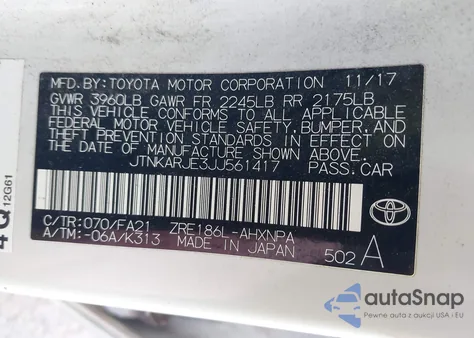 MFD.BY:TOYOTA MOTOR CORPORATION 11/17
GVWR 3960LB GAWR FR 2245LB RR 2175LB
THIS VEHICLE CONFORMS TO ALL APPLICABLE
FEDERAL MOTOR VEHICLE SAFETY, BUMPER, AND
THEFT PREVENTION STANDARDS IN EFFECT ON
THE DATE OF MANUFACTURE SHOWN ABOVE.
JTNKARJE3JJ561417 PASS.CAR
C/TR:070/FA21 ZRE186L-AHXNPA
A/TM:-06A/K313 MADE IN JAPAN
502 A
4Q
12G61
autoSnap
Pewne auta z aukcji USA i EU